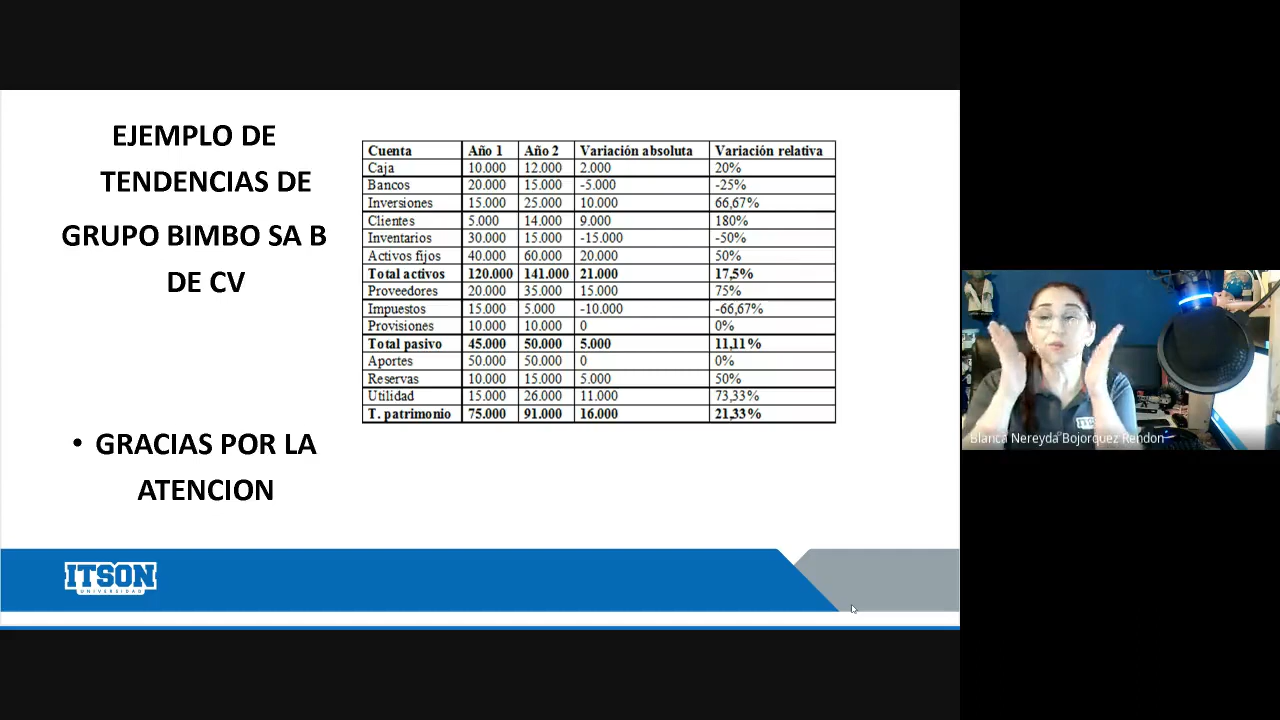 EJEMPLO DE
TENDENCIAS DE
GRUPO BIMBO SA B
DE CV
• GRACIAS POR LA
ATENCION
Cuenta Año 1 Año 2 Variación absoluta Variación relativa
Caja 10.000 12.000 2.000 20%
Bancos 20.000 15.000 -5.000 -25%
Inversiones 15.000 25.000 10.000 66,67%
Clientes 5.000 14.000 9.000 180%
Inventarios 30.000 15.000 -15.000 -50%
Activos fijos 40.000 60.000 20.000 50%
Total activos 120.000 141.000 21.000 17,5%
Proveedores 20.000 35.000 15.000 75%
Impuestos 15.000 5.000 -10.000 -66,67%
Provisiones 10.000 10.000 0 0%
Total pasivo 45.000 50.000 5.000 11,11%
Aportes 50.000 50.000 0 0%
Reservas 10.000 15.000 5.000 50%
Utilidad 15.000 26.000 11.000 73,33%
T. patrimonio 75.000 91.000 16.000 21,33%
ITSON
UNIVERSIDAD
Blanca Nereyda Bojorquez Rendon